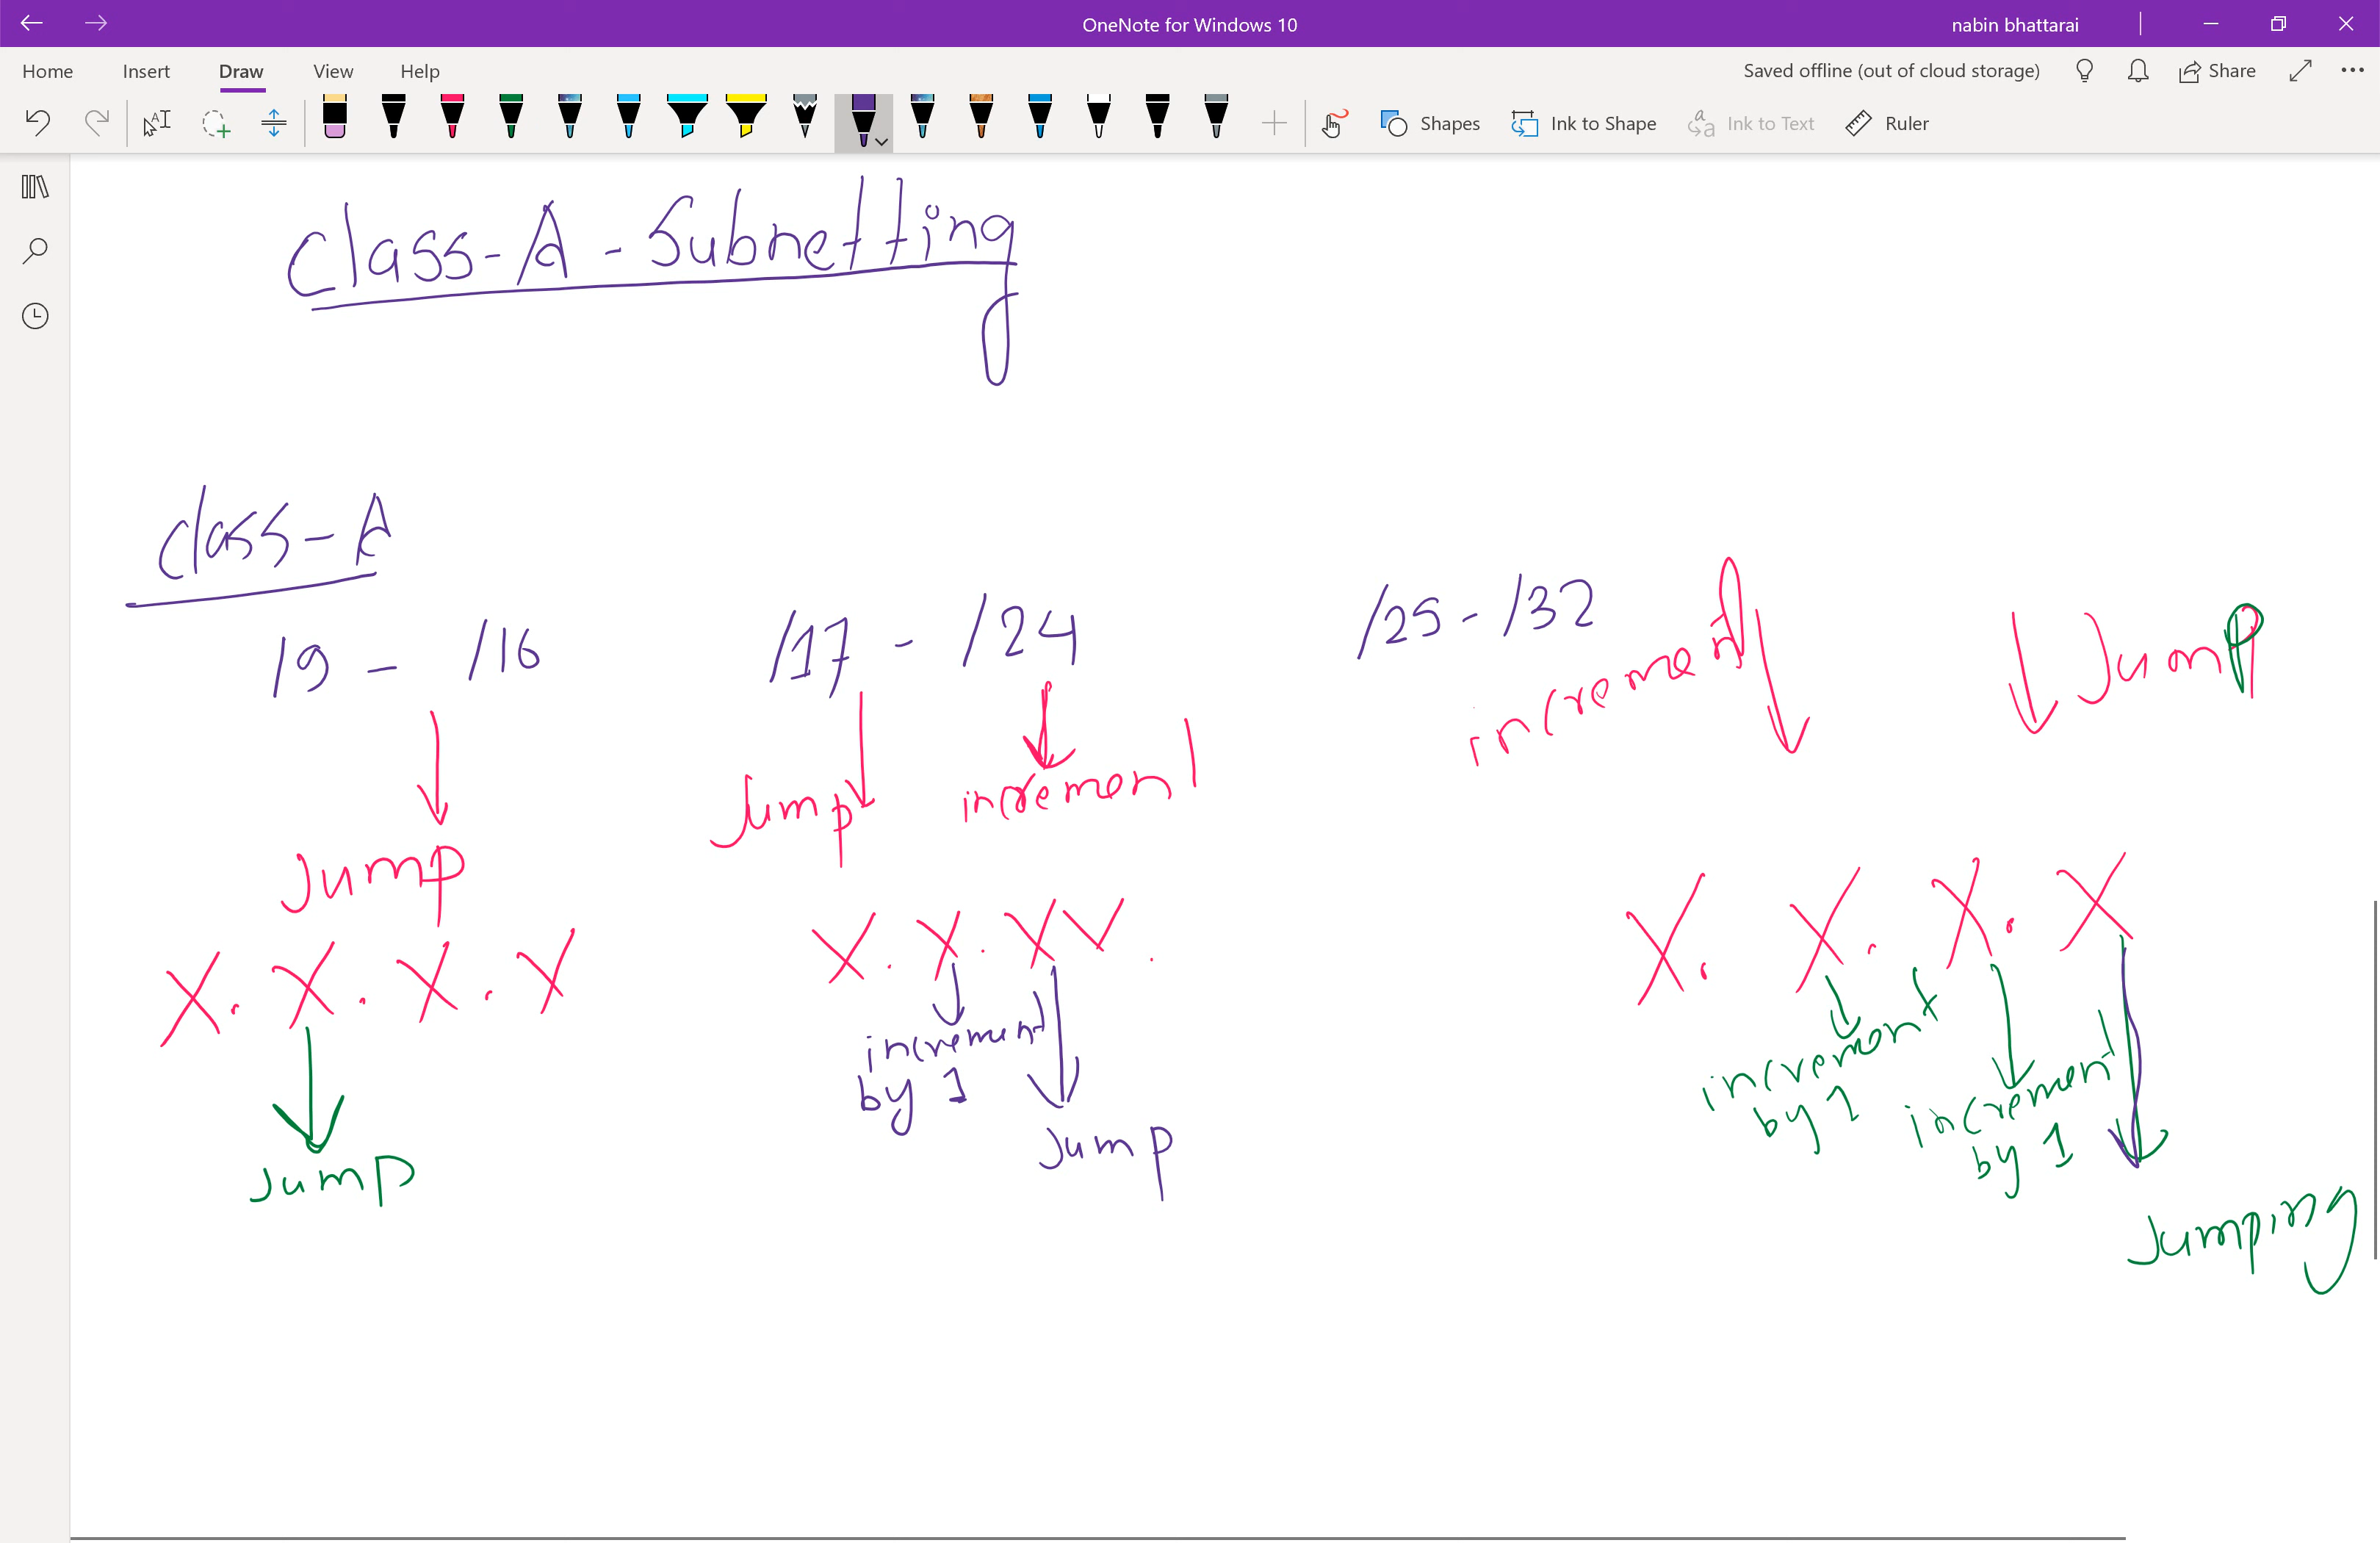 OneNote for Windows 10
nabin bhattarai
Home Insert Draw View Help
Saved offline (out of cloud storage) Share
Shapes Ink to Shape Ink to Text Ruler
Class-A-Subnetting
Class-A
/9 - /16
/17 - /24
/25 - /32
increment
Jump
Jump
Jump
increment
X. X. X. X
X. X. X
X. X. X. X
Jump
increment
by 1
Jump
increment
by 1
increment
by 1
Jumping